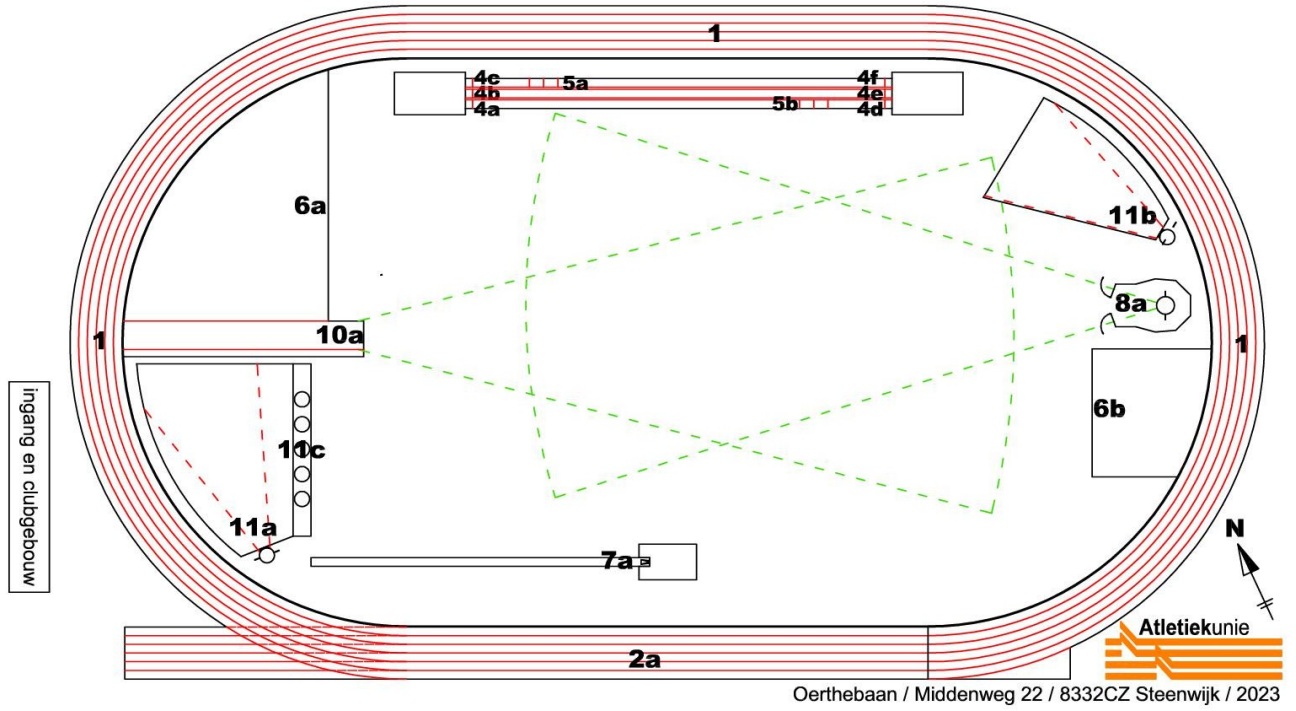 1
4c
5a
4f
4b
4e
4a
5b
4d
6a
11b
8a
10a
1
1
6b
ingang en clubgebouw
11c
11a
7a
N
2a
Atletiekunie
Oerthebaan / Middenweg 22 / 8332CZ Steenwijk / 2023